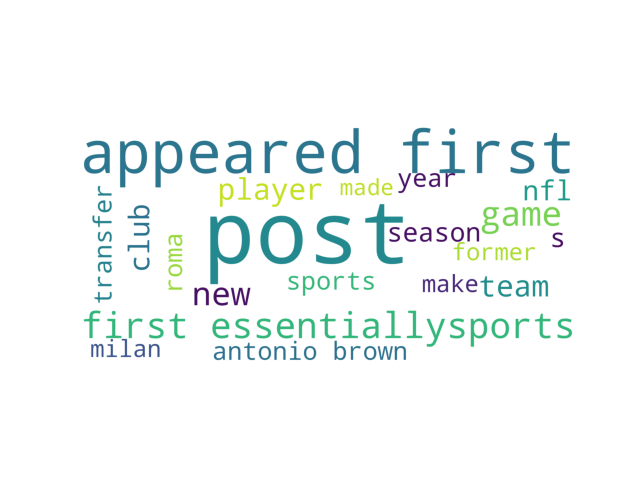 appeared first
player made year nfl
transfer club roma post season game s
former
sports make team
new
first essentiallysports
milan antonio brown